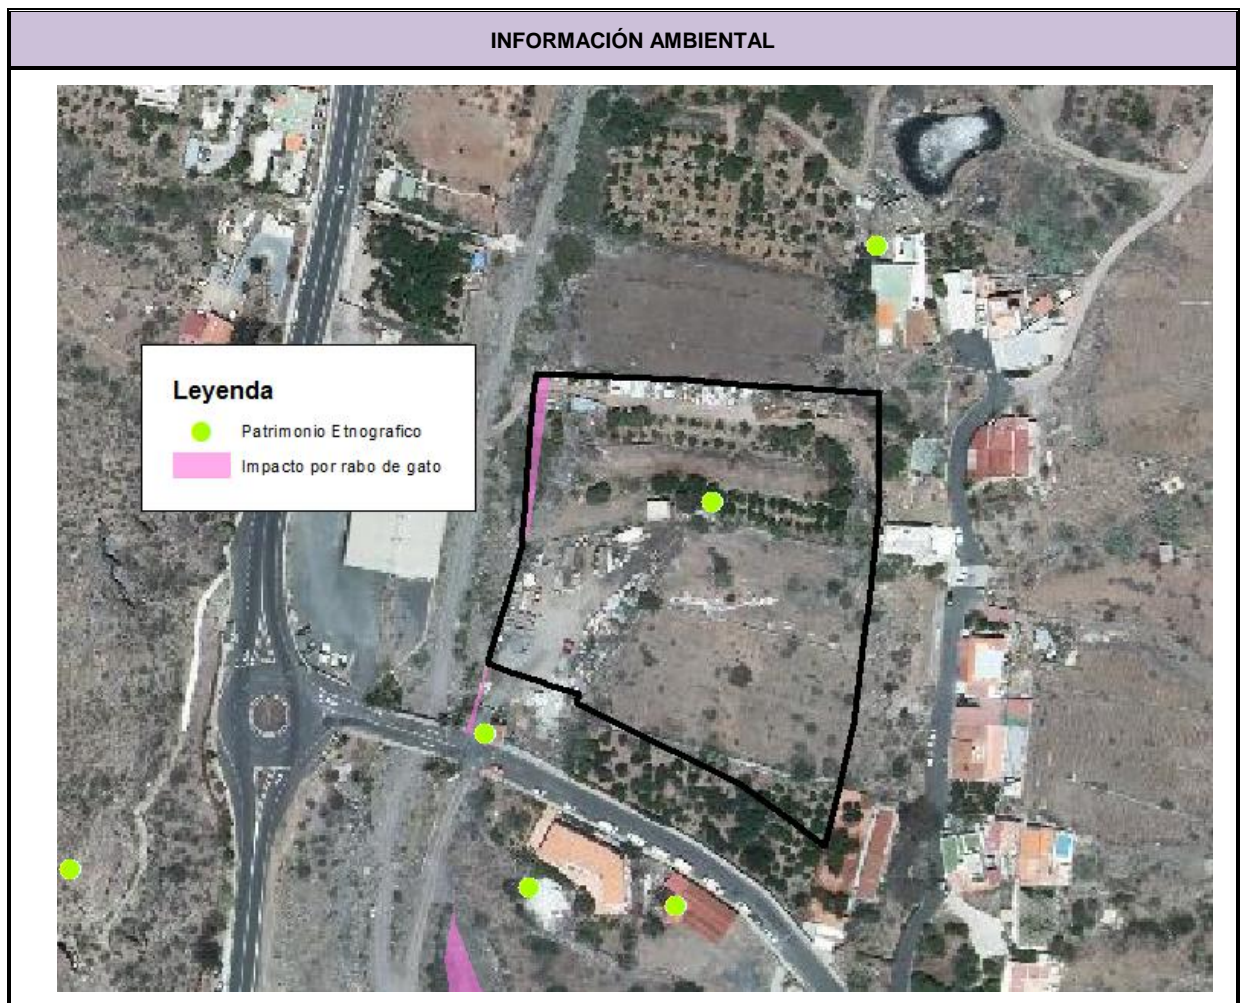 INFORMACIÓN AMBIENTAL
Leyenda
Patrimonio Etnografico
Impacto por rabo de gato